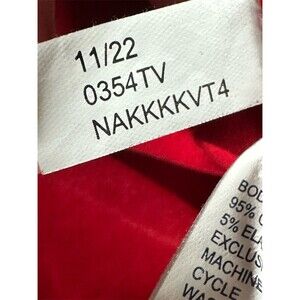 11/22
0354TV
NAKKKKVT4
95%
5%
MACHINE
CYCLE